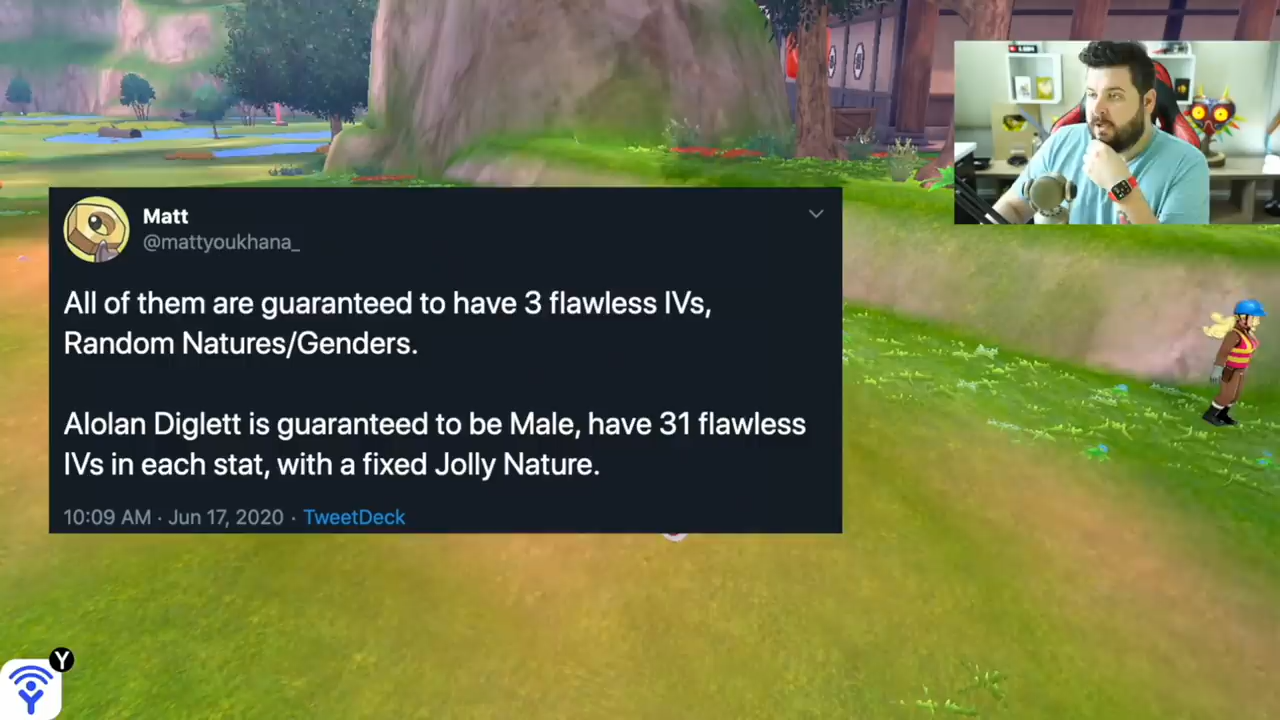 Matt
@mattyoukhana_
All of them are guaranteed to have 3 flawless IVs,
Random Natures/Genders.
Alolan Diglett is guaranteed to be Male, have 31 flawless
IVs in each stat, with a fixed Jolly Nature.
10:09 AM · Jun 17, 2020 · TweetDeck
Y